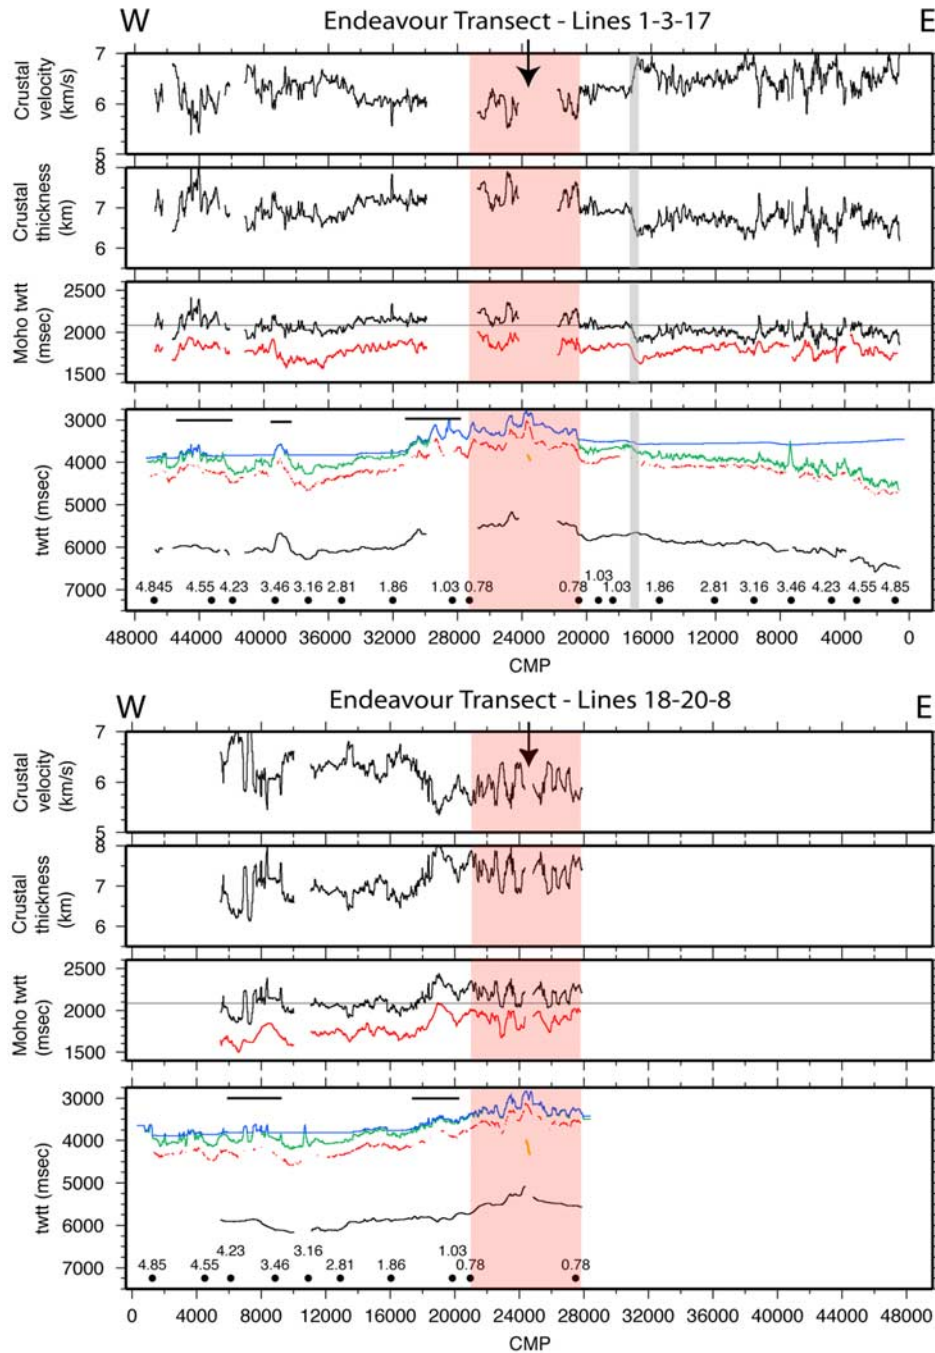 W Endeavour Transect - Lines 1-3-17 E
Crustal velocity (km/s)
7
6
5
Crustal thickness (km)
8
7
6
Moho twtt (msec)
2500
2000
1500
twtt (msec)
3000
4000
5000
6000
7000
1.03
4.845 4.55 4.23 3.46 3.16 2.81 1.86 1.03 0.78 0.78 1.03 1.86 2.81 3.16 3.46 4.23 4.55 4.85
48000 44000 40000 36000 32000 28000 24000 20000 16000 12000 8000 4000 0
CMP
W Endeavour Transect - Lines 18-20-8 E
Crustal velocity (km/s)
7
6
5
Crustal thickness (km)
8
7
6
Moho twtt (msec)
2500
2000
1500
twtt (msec)
3000
4000
5000
6000
7000
4.23 3.16 1.03
4.85 4.55 3.46 2.81 1.86 0.78 0.78
0 4000 8000 12000 16000 20000 24000 28000 32000 36000 40000 44000 48000
CMP